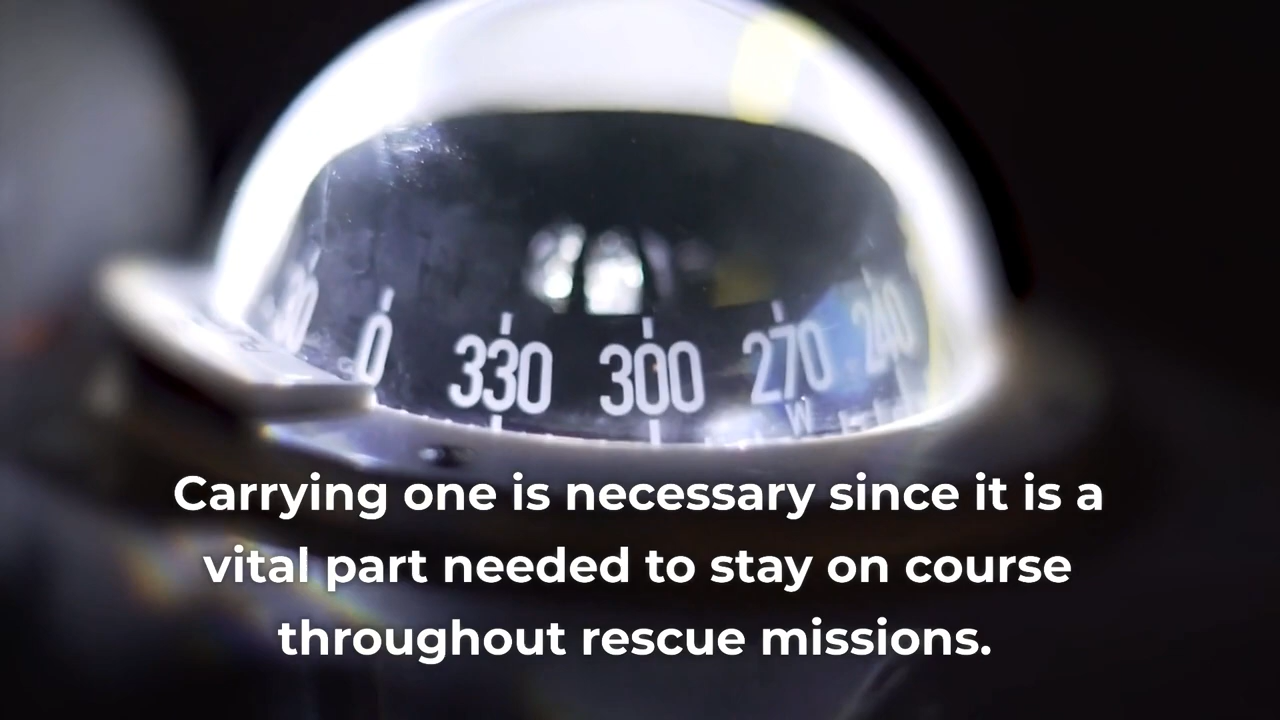 30 0 330 300 270 240
W
Carrying one is necessary since it is a
vital part needed to stay on course
throughout rescue missions.